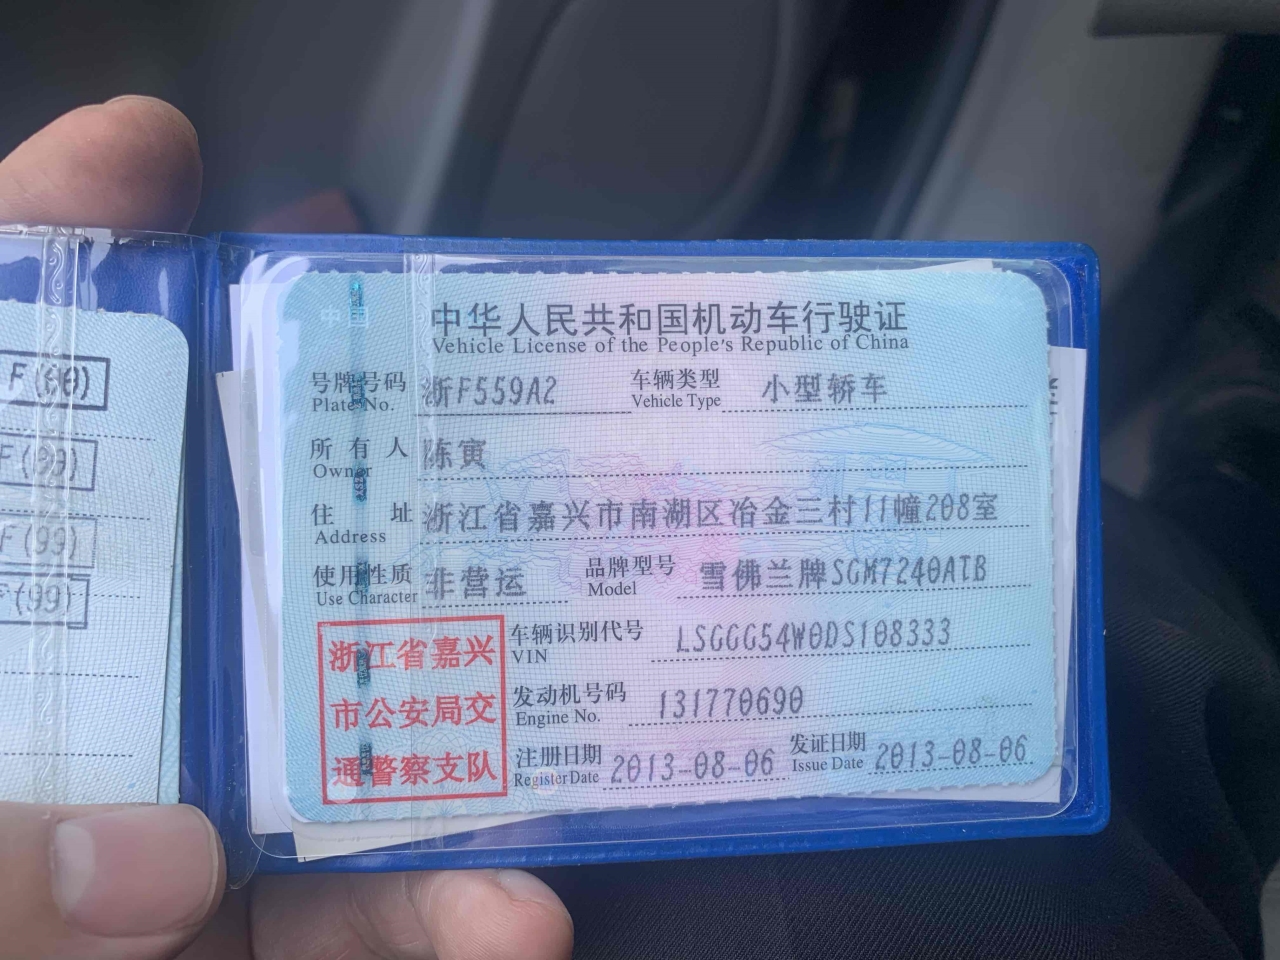 F(90)
F(99)
F(99)
(99)
中国
中华人民共和国机动车行驶证
Vehicle License of the People's Republic of China
号牌号码 浙F559A2 车辆类型 小型轿车
Plate No. Vehicle Type
所有人 陈寅
Owner
住址 浙江省嘉兴市南湖区冶金三村11幢208室
Address
使用性质 非营运 品牌型号 雪佛兰牌SGM7240ATB
Use Character Model
浙江省嘉兴
市公安局交
通警察支队
车辆识别代号 LSGGG54W0DS108333
VIN
发动机号码 131770690
Engine No.
注册日期 2013-08-06 发证日期 2013-08-06
Register Date Issue Date